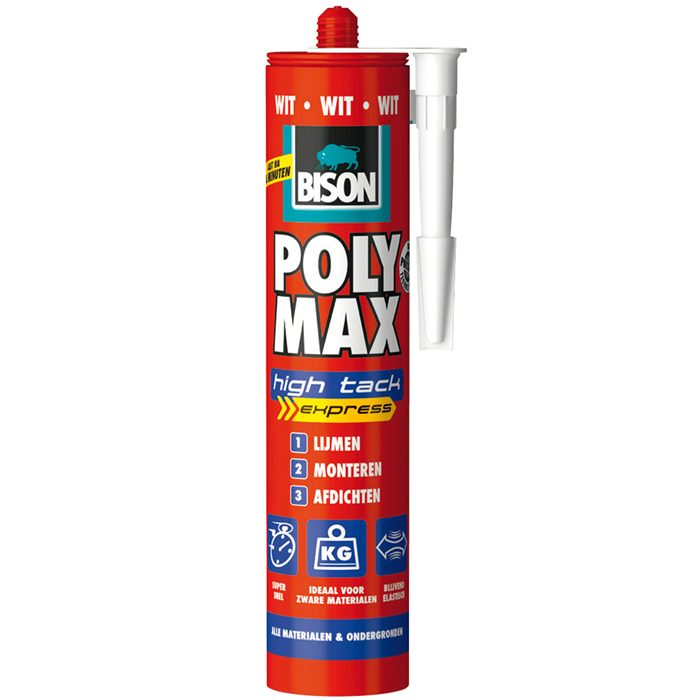 WIT • WIT • WIT
MINUTEN
BISON
POLY
MAX
high tack
express
1 LIJMEN
2 MONTEREN
3 AFDICHTEN
KG
SUPER
SNEL
IDEAAL VOOR
ZWARE MATERIALEN
BLIJVEND
ELASTISCH
ALLE MATERIALEN & ONDERGRONDEN